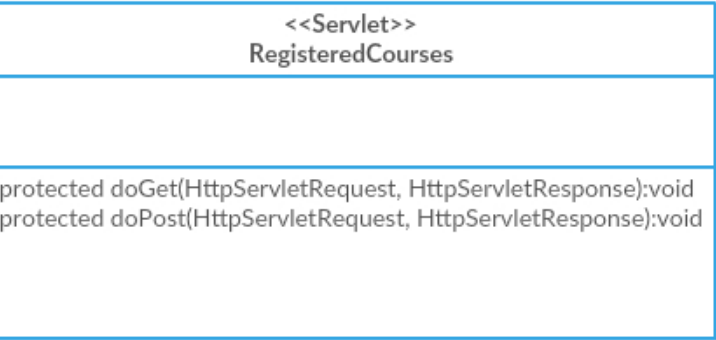 <<Servlet>>
RegisteredCourses
protected doGet(HttpServletRequest, HttpServletResponse):void
protected doPost(HttpServletRequest, HttpServletResponse):void